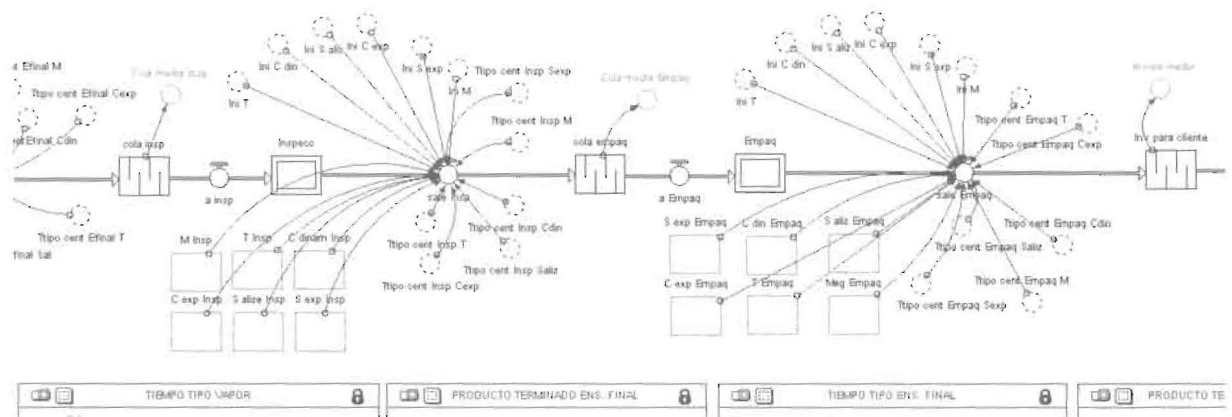 Ini S aliz
Ini C exp
Ini C din
Ini S exp
Ini M
Ttipo cent Insp Sexp
Ini T
Ttipo cent Insp M
Ttipo cent Efinal Cexp
cola insp
a Insp
Ttipo cent Efinal T
M Insp
T Insp
C dinam Insp
C exp Insp
S alize Insp
S exp Insp
Ttipo cent Insp T
Ttipo cent Insp Cdin
Ttipo cent Insp Saliz
Ttipo cent Insp Cexp
Cola media Empaq
cola empaq
a Empaq
Empaq
Ini S aliz
Ini C exp
Ini C din
Ini S exp
Ini M
Ini T
Ttipo cent Empaq T
Ttipo cent Empaq Cexp
Inv para cliente
sale Empaq
S exp Empaq
C din Empaq
S aliz Empaq
C exp Empaq
T Empaq
Meg Empaq
Ttipo cent Empaq Cdin
Ttipo cent Empaq Saliz
Ttipo cent Empaq M
Ttipo cent Empaq Sexp
TIEMPO TIPO VAPOR
PRODUCTO TERMINADO ENS. FINAL
TIEMPO TIPO ENS. FINAL
PRODUCTO TE